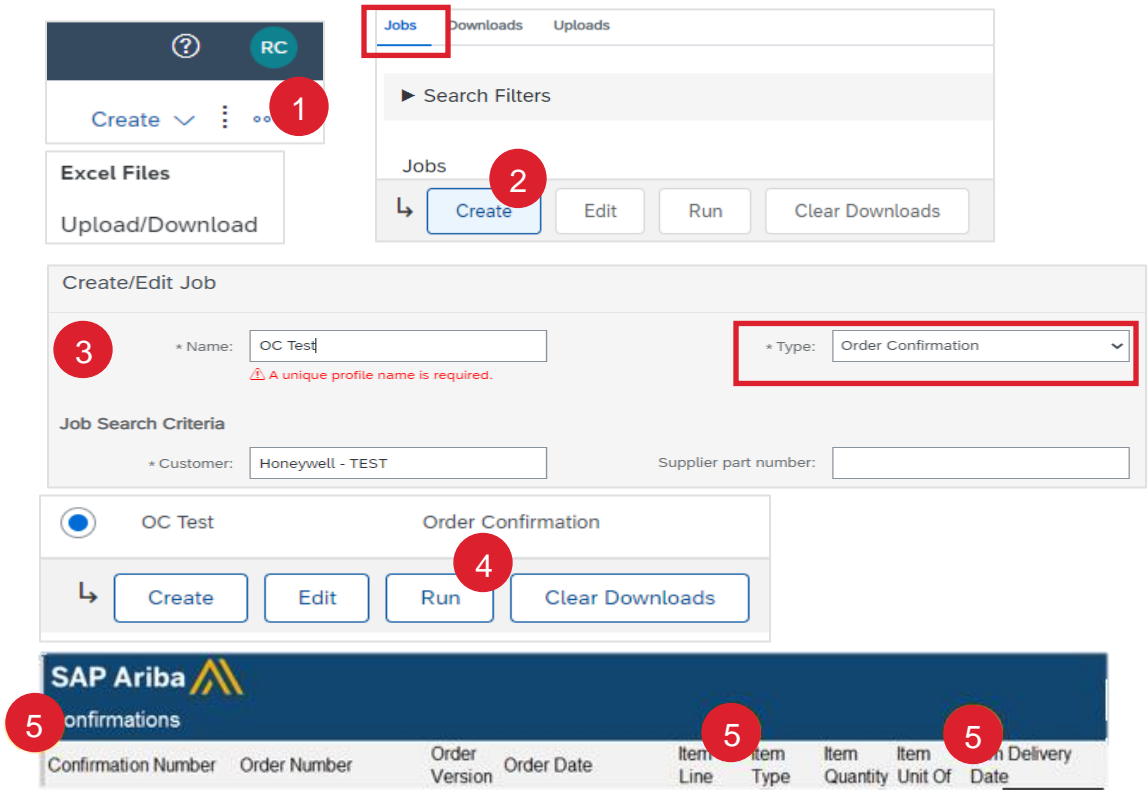 RC
Create
1
Excel Files
Upload/Download
Jobs Downloads Uploads
Search Filters
Jobs
2
Create Edit Run Clear Downloads
Create/Edit Job
3
* Name: OC Test
A unique profile name is required.
* Type: Order Confirmation
Job Search Criteria
* Customer: Honeywell - TEST
Supplier part number:
OC Test Order Confirmation
4
Create Edit Run Clear Downloads
SAP Ariba
5 onfirmations
5
5
Confirmation Number Order Number Order Version Order Date Item Line Item Type Item Quantity Item Unit Of Delivery Date